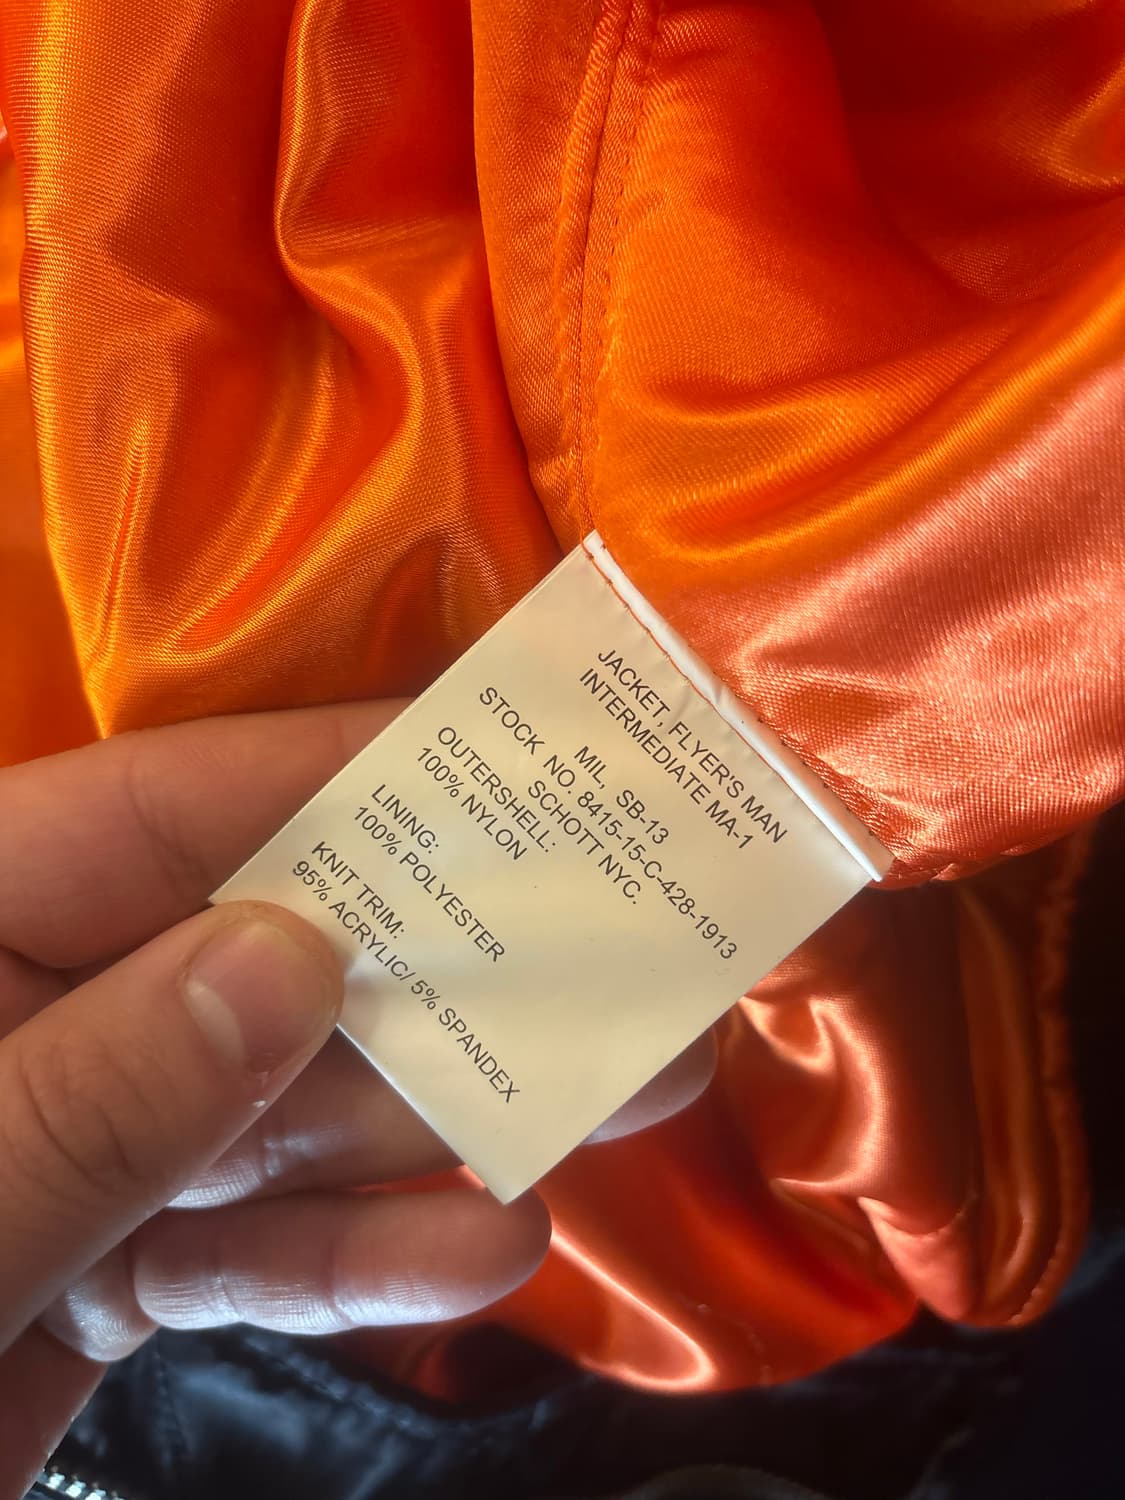 JACKET, FLYER'S MAN
INTERMEDIATE MA-1
MIL, SB-13
STOCK NO. 8415-15-C-428-1913
SCHOTT NYC.
OUTERSHELL:
100% NYLON
LINING:
100% POLYESTER
KNIT TRIM:
95% ACRYLIC/ 5% SPANDEX